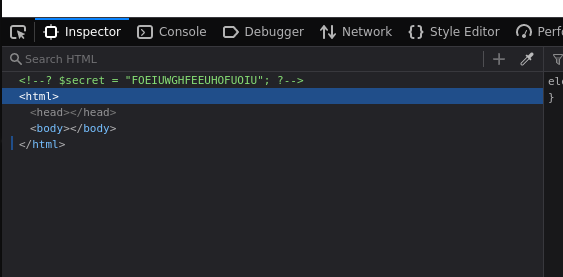 Inspector Console Debugger Network Style Editor Perf
Search HTML
<!--? $secret = "FOEIUWGHFEEUHOFUOIU"; ?-->
<html> ele
<head></head> }
<body></body>
</html>